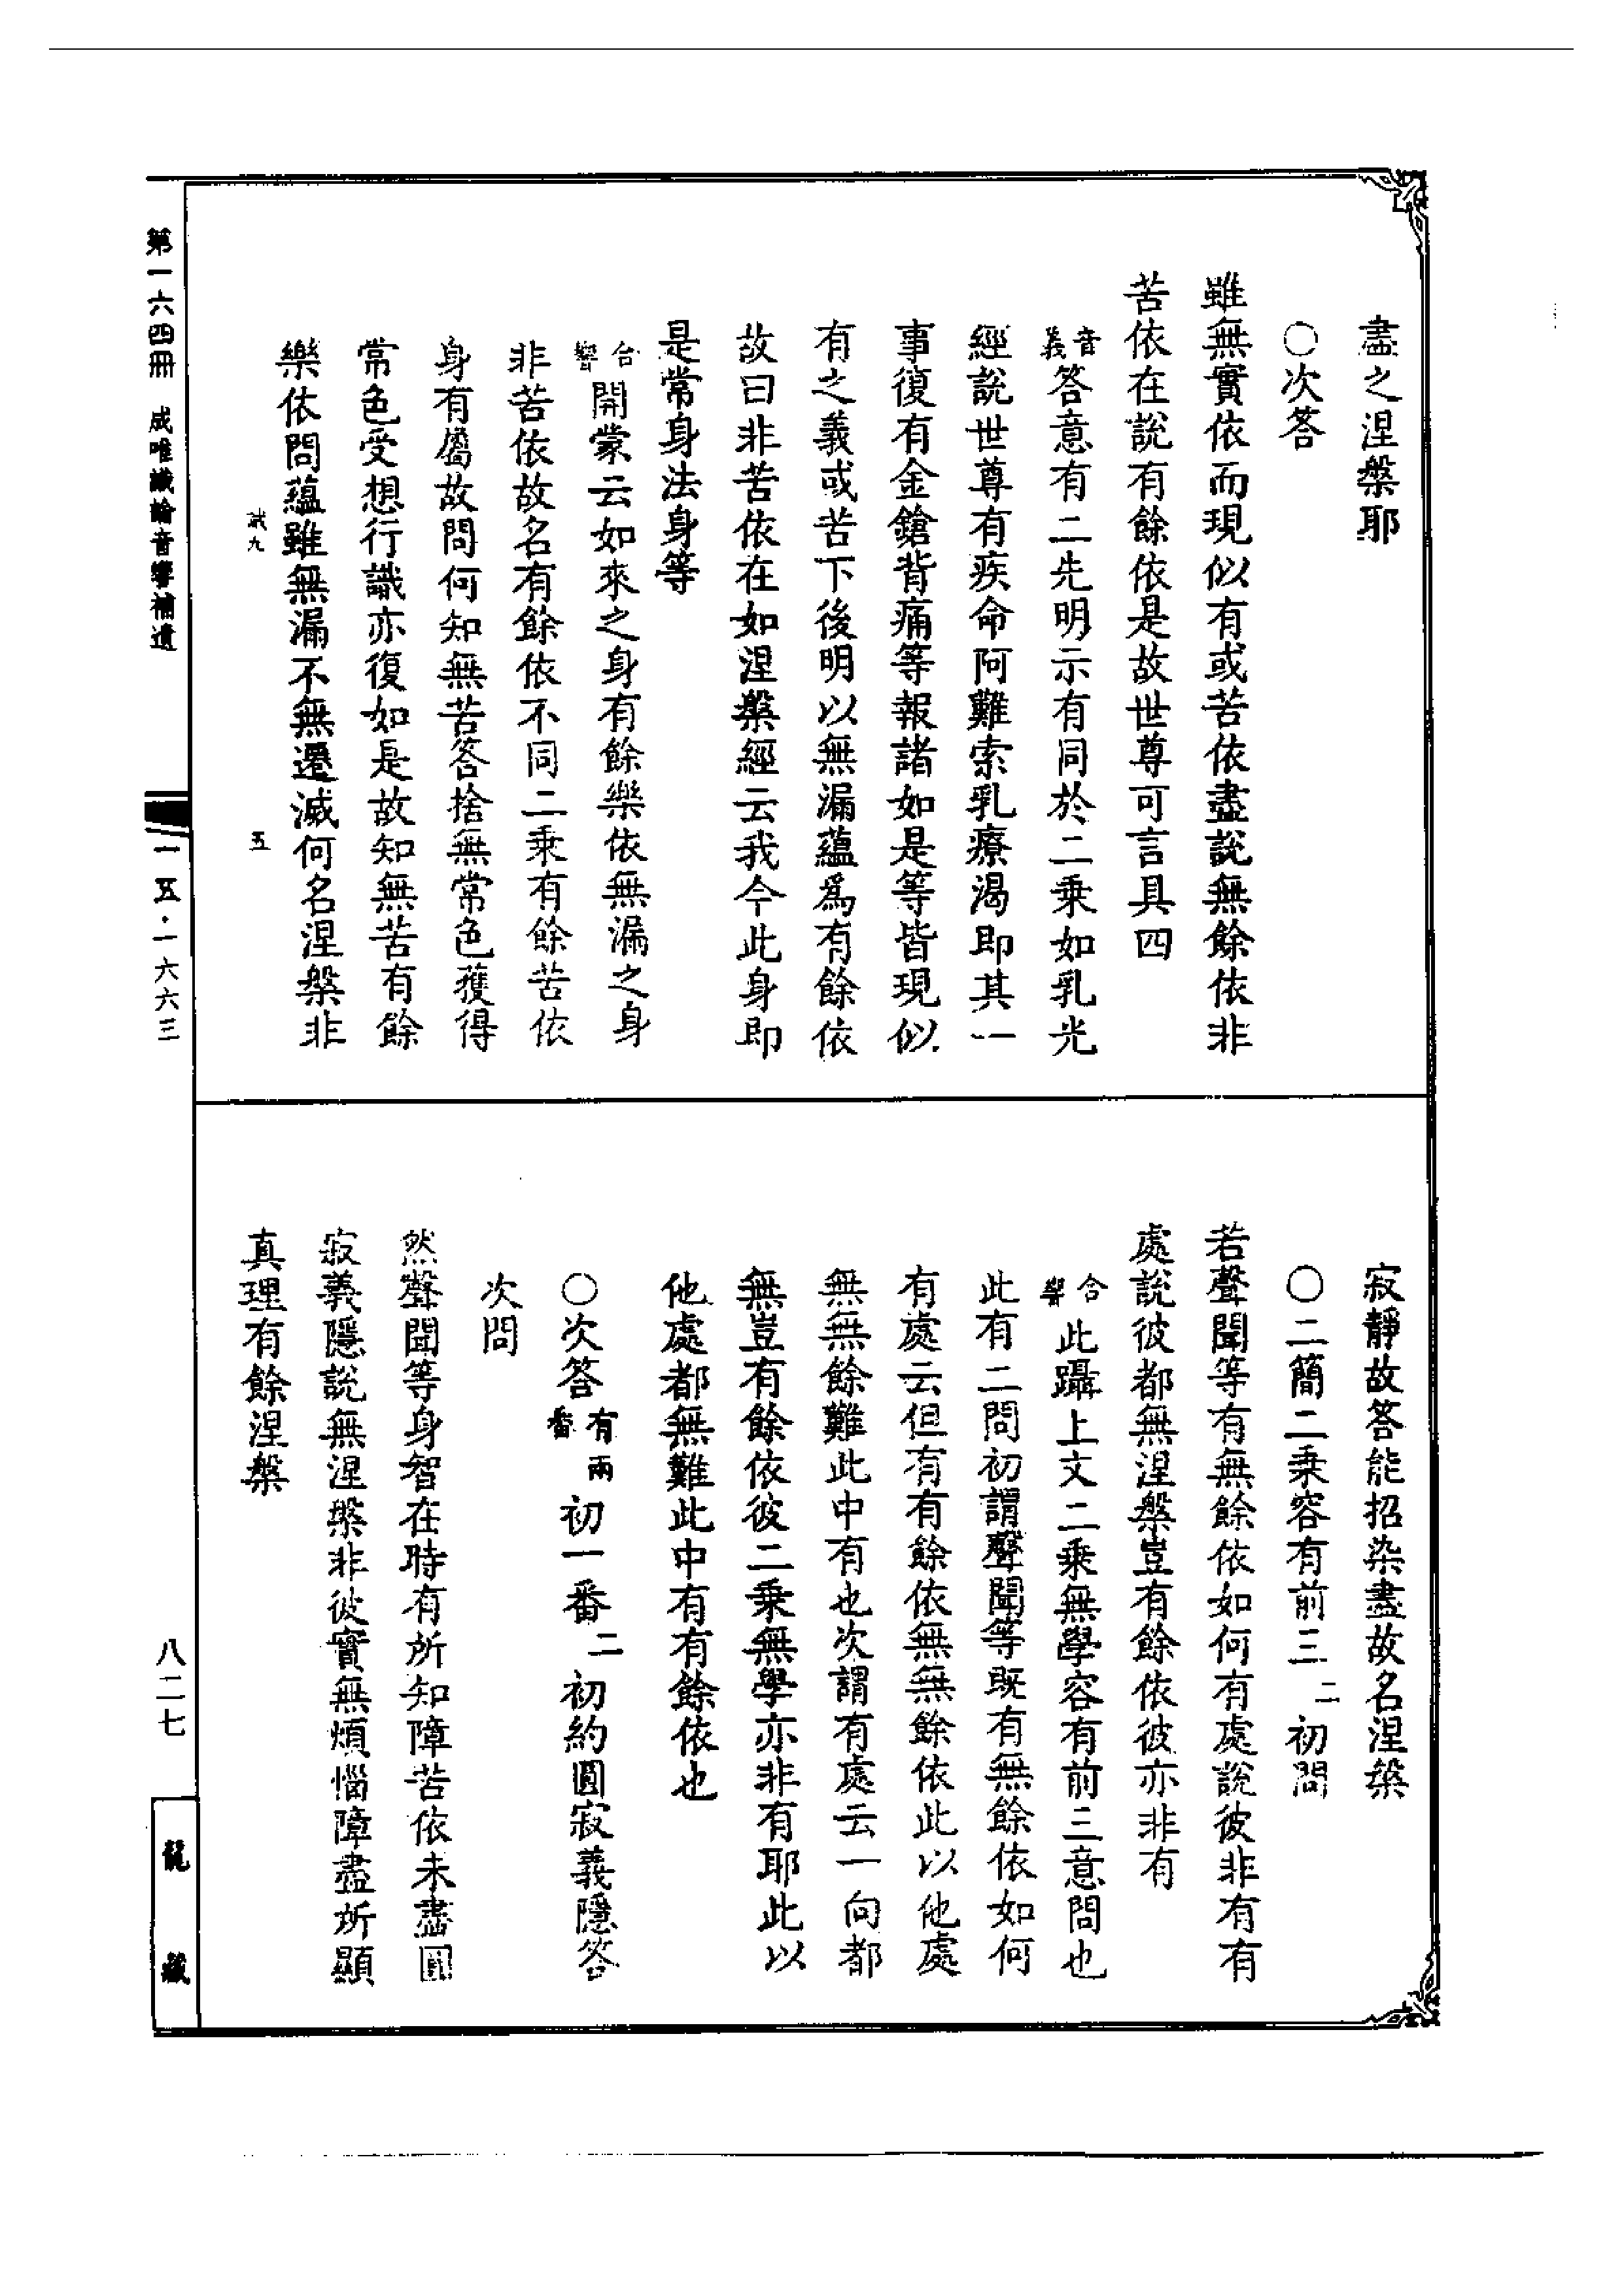 盡之涅槃耶
○次答
雖無實依而現似有或苦依盡說無餘依非
苦依在說有餘依是故世尊可言具四
音義答意有二先明示有同於二乘如乳光
經說世尊有疾命阿難索乳療渴即其一
事復有金鎗背痛等報諸如是等皆現似
有之義或苦下後明以無漏蘊為有餘依
故曰非苦依在如涅槃經云我今此身即
是常身法身等
合響開蒙云如來之身有餘樂依無漏之身
非苦依故名有餘依不同二乘有餘苦依
身有屬故問何知無苦答捨無常色獲得
常色受想行識亦復如是故知無苦有餘
樂依問蘊雖無漏不無遷滅何名涅槃非
寂靜故答能招染盡故名涅槃
○二簡二乘容有前三二初問
若聲聞等有無餘依如何有處說彼非有有
處說彼都無涅槃豈有餘依彼亦非有
合響此躡上文二乘無學容有前三意問也
此有二問初謂聲聞等既有無餘依如何
有處云但有有餘依無無餘依此以他處
無無餘難此中有也次謂有處云一向都
無豈有餘依彼二乘無學亦非有耶此以
他處都無難此中有有餘依也
○次答有兩番初一番二初約圓寂義隱答
次問
然聲聞等身智在時有所知障苦依未盡圓
寂義隱說無涅槃非彼實無煩惱障盡所顯
真理有餘涅槃
第一六四冊 成唯識論音響補遺
一五·一六六三
八二七
龍藏
五